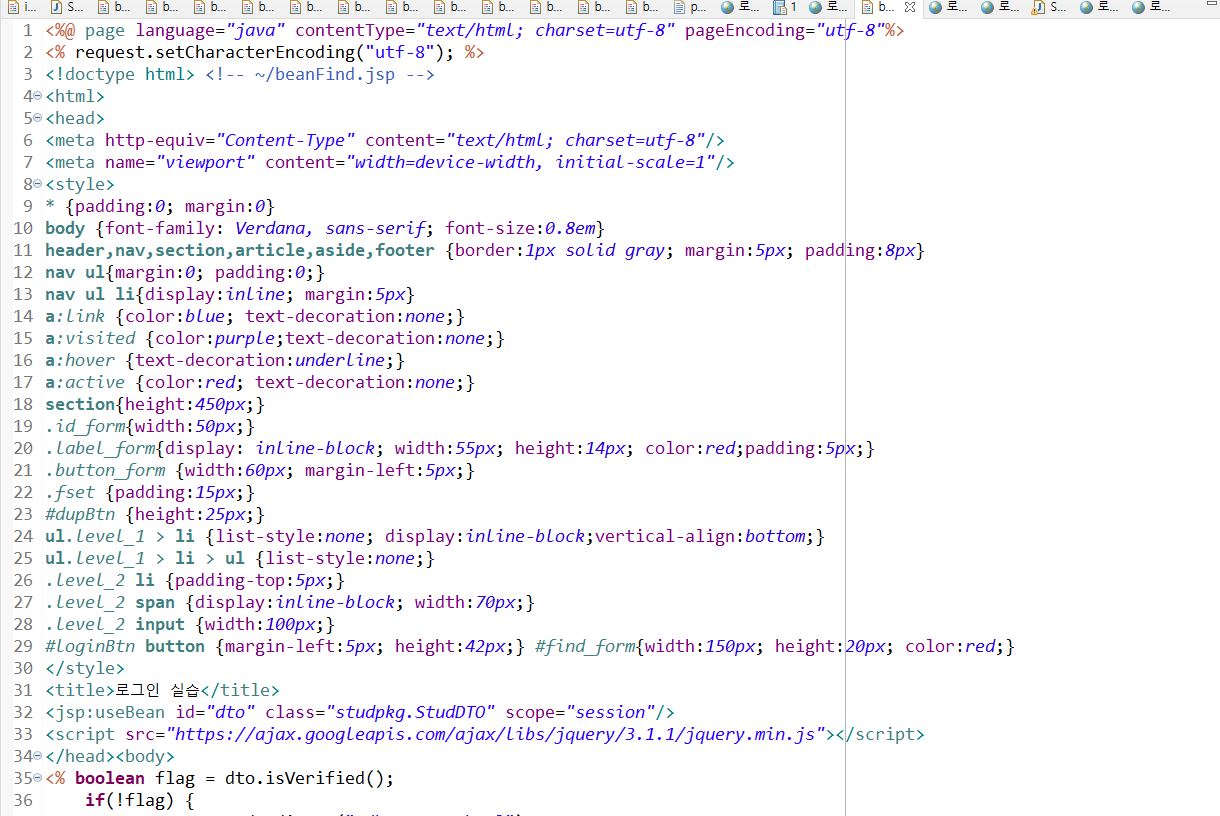 i... S... b... b... b... b... b... b... b... b... b... b... b... b... p... 로... 1 로... b... 로... 로... S... 로... 로...
1 <%@ page language="java" contentType="text/html; charset=utf-8" pageEncoding="utf-8"%>
2 <% request.setCharacterEncoding("utf-8"); %>
3 <!doctype html> <!-- ~/beanFind.jsp -->
4 <html>
5 <head>
6 <meta http-equiv="Content-Type" content="text/html; charset=utf-8"/>
7 <meta name="viewport" content="width=device-width, initial-scale=1"/>
8 <style>
9 * {padding:0; margin:0}
10 body {font-family: Verdana, sans-serif; font-size:0.8em}
11 header,nav,section,article,aside,footer {border:1px solid gray; margin:5px; padding:8px}
12 nav ul{margin:0; padding:0;}
13 nav ul li{display:inline; margin:5px}
14 a:link {color:blue; text-decoration:none;}
15 a:visited {color:purple;text-decoration:none;}
16 a:hover {text-decoration:underline;}
17 a:active {color:red; text-decoration:none;}
18 section{height:450px;}
19 .id_form{width:50px;}
20 .label_form{display: inline-block; width:55px; height:14px; color:red;padding:5px;}
21 .button_form {width:60px; margin-left:5px;}
22 .fset {padding:15px;}
23 #dupBtn {height:25px;}
24 ul.level_1 > li {list-style:none; display:inline-block;vertical-align:bottom;}
25 ul.level_1 > li > ul {list-style:none;}
26 .level_2 li {padding-top:5px;}
27 .level_2 span {display:inline-block; width:70px;}
28 .level_2 input {width:100px;}
29 #loginBtn button {margin-left:5px; height:42px;} #find_form{width:150px; height:20px; color:red;}
30 </style>
31 <title>로그인 실습</title>
32 <jsp:useBean id="dto" class="studpkg.StudDTO" scope="session"/>
33 <script src="https://ajax.googleapis.com/ajax/libs/jquery/3.1.1/jquery.min.js"></script>
34 </head><body>
35 <% boolean flag = dto.isVerified();
36 if(!flag) {